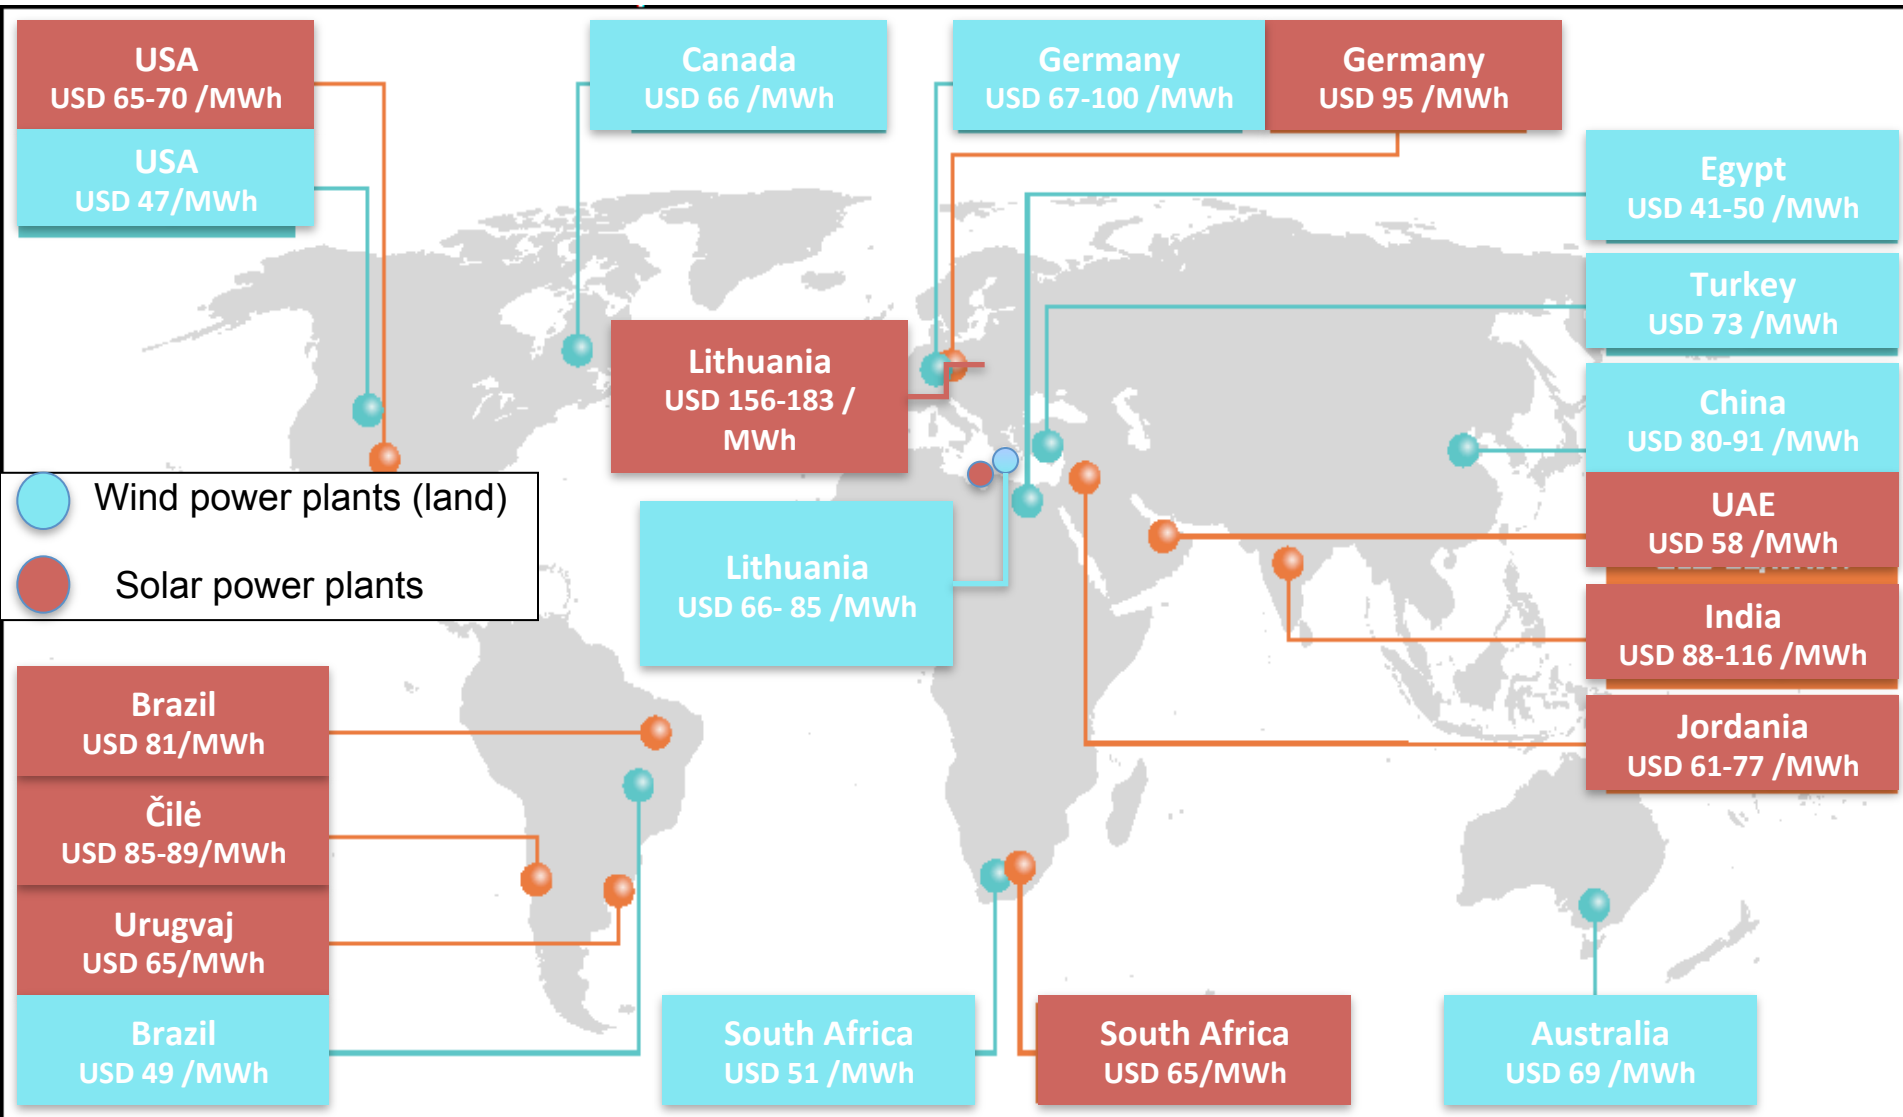 USA
USD 65-70 /MWh
USA
USD 47/MWh
Canada
USD 66 /MWh
Germany
USD 67-100 /MWh
Germany
USD 95 /MWh
Egypt
USD 41-50 /MWh
Turkey
USD 73 /MWh
China
USD 80-91 /MWh
UAE
USD 58 /MWh
India
USD 88-116 /MWh
Jordania
USD 61-77 /MWh
Lithuania
USD 156-183 /
MWh
Lithuania
USD 66- 85 /MWh
Wind power plants (land)
Solar power plants
Brazil
USD 81/MWh
Čilė
USD 85-89/MWh
Urugvaj
USD 65/MWh
Brazil
USD 49 /MWh
South Africa
USD 51 /MWh
South Africa
USD 65/MWh
Australia
USD 69 /MWh